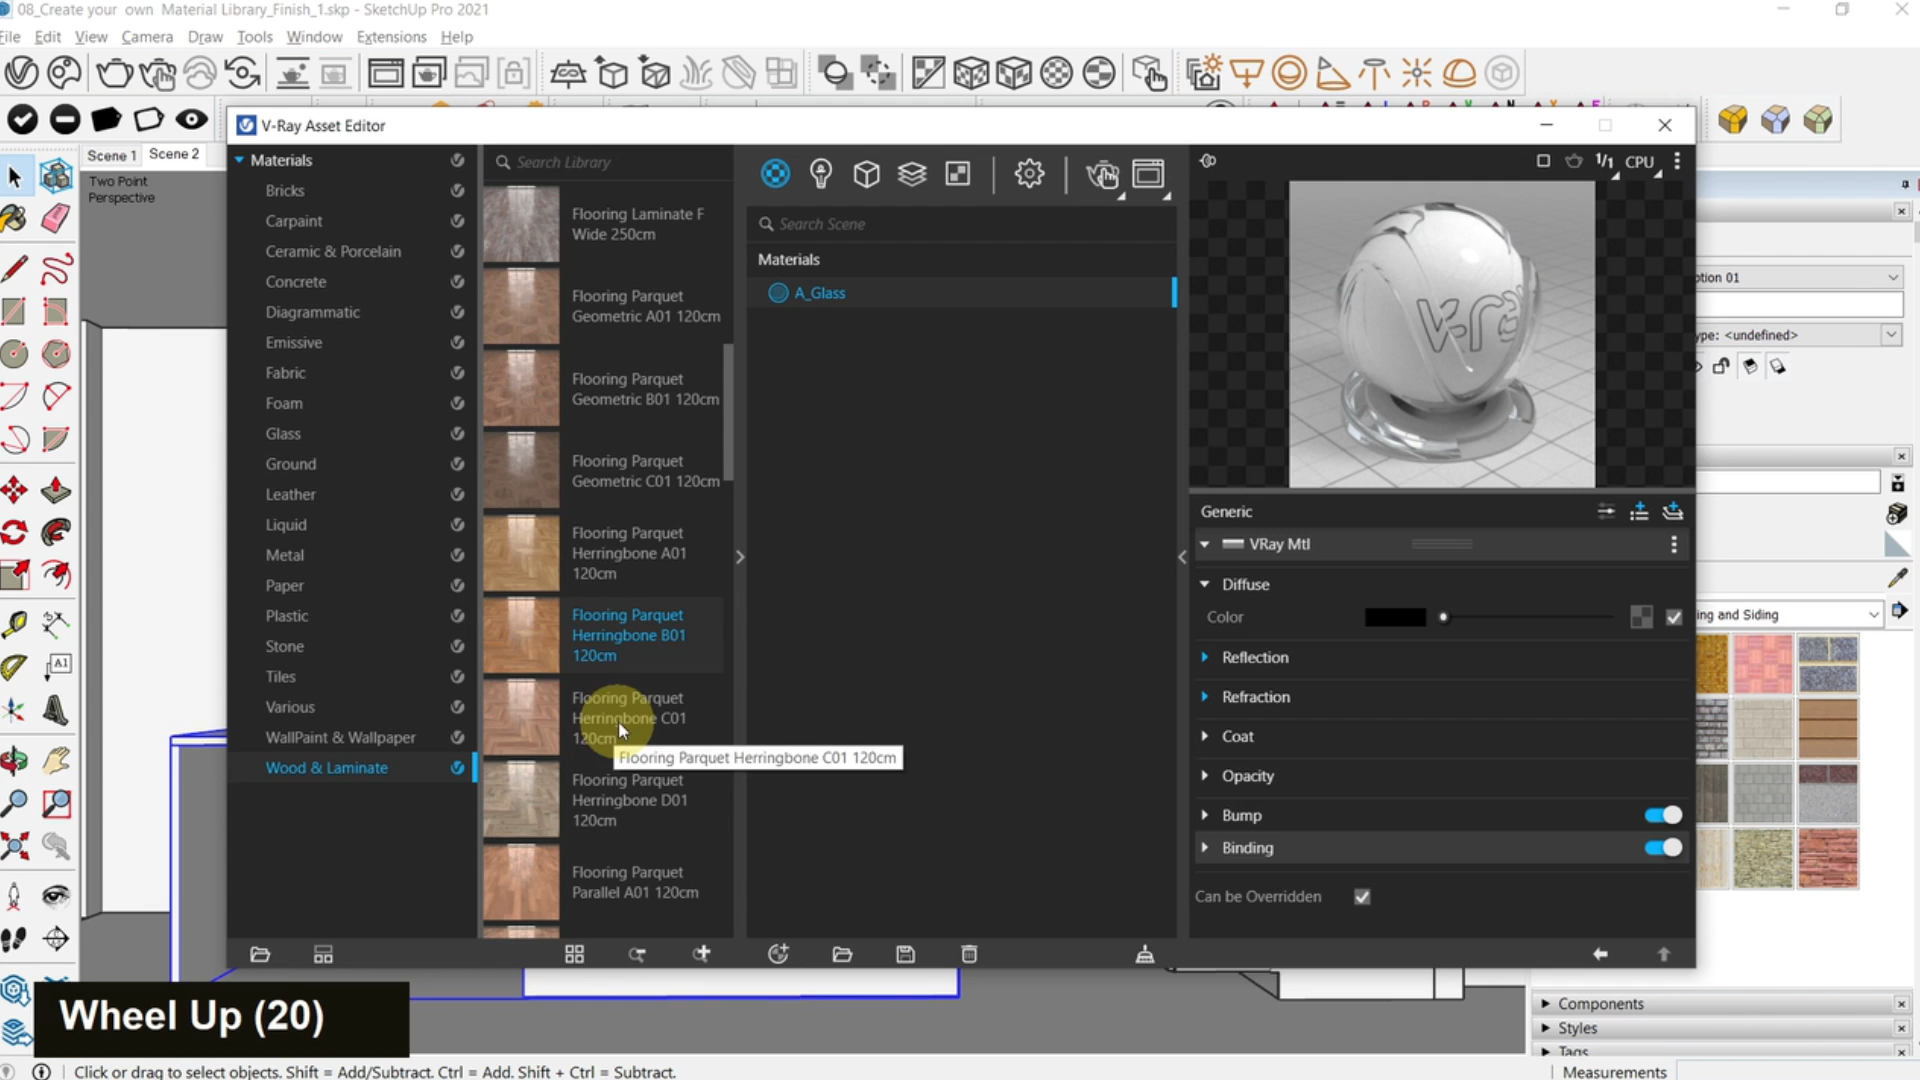 08_Create your own Material Library_Finish_1.skp - SketchUp Pro 2021
File Edit View Camera Draw Tools Window Extensions Help
V-Ray Asset Editor
Scene 1
Scene 2
Two Point
Perspective
Materials
Bricks
Carpaint
Ceramic & Porcelain
Concrete
Diagrammatic
Emissive
Fabric
Foam
Glass
Ground
Leather
Liquid
Metal
Paper
Plastic
Stone
Tiles
Various
WallPaint & Wallpaper
Wood & Laminate
Search Library
Flooring Laminate F
Wide 250cm
Flooring Parquet
Geometric A01 120cm
Flooring Parquet
Geometric B01 120cm
Flooring Parquet
Geometric C01 120cm
Flooring Parquet
Herringbone A01
120cm
Flooring Parquet
Herringbone B01
120cm
Flooring Parquet
Herringbone C01
120cm
Flooring Parquet Herringbone C01 120cm
Flooring Parquet
Herringbone D01
120cm
Flooring Parquet
Parallel A01 120cm
Search Scene
Materials
A_Glass
1/1 CPU
v-ray
Generic
VRay Mtl
Diffuse
Color
Reflection
Refraction
Coat
Opacity
Bump
Binding
Can be Overridden
ption 01
ype: <undefined>
ing and Siding
A1
Components
Styles
Tags
Wheel Up (20)
Click or drag to select objects. Shift = Add/Subtract. Ctrl = Add. Shift + Ctrl = Subtract.
Measurements